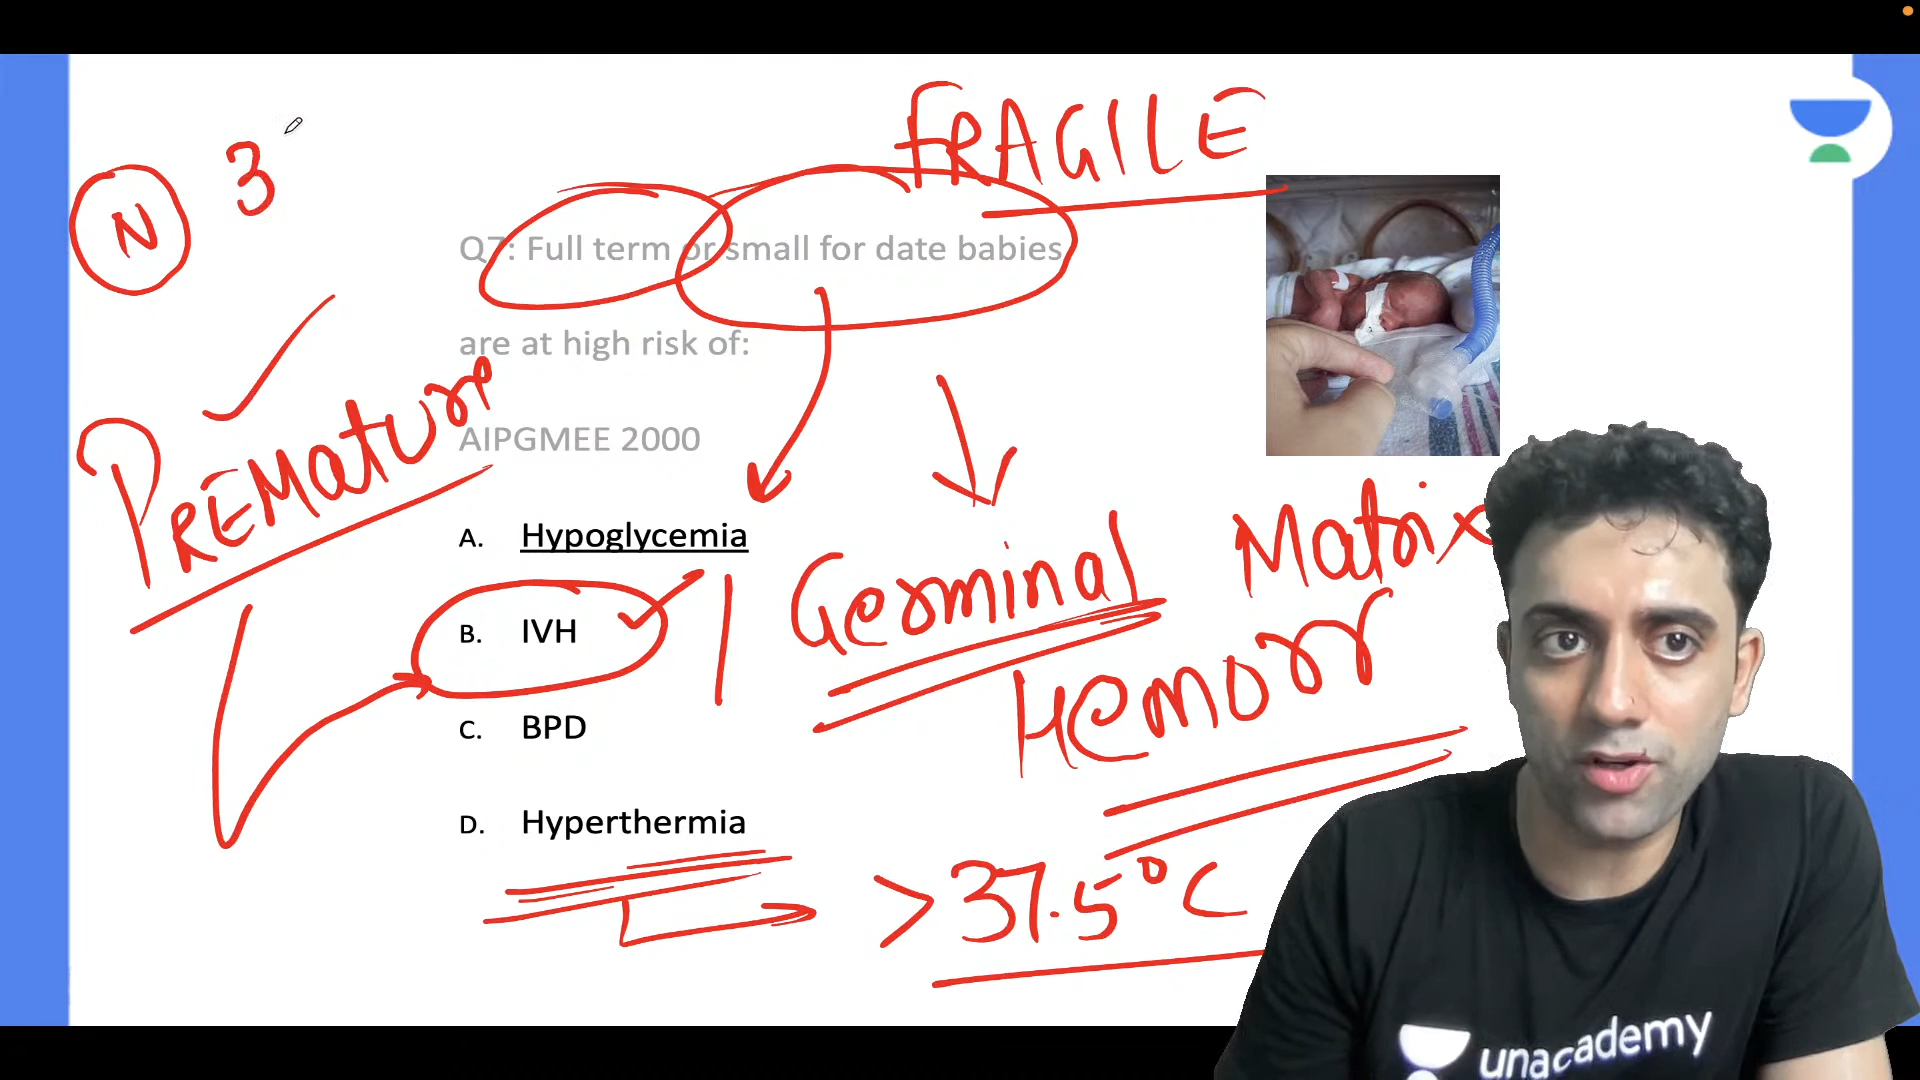 FRAGILE
N 3
Q7: Full term or small for date babies
are at high risk of:
PREMature
AIPGMEE 2000
A. Hypoglycemia
Germinal Matrix
B. IVH
Hemorr
C. BPD
D. Hyperthermia
>37.5°C
unacademy